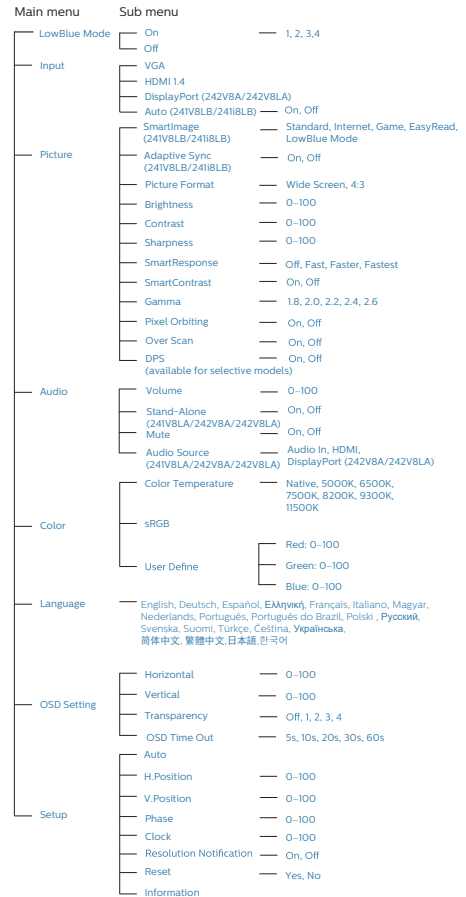 Main menu Sub menu
LowBlue Mode On 1, 2, 3,4
Off
Input VGA
HDMI 1.4
DisplayPort (242V8A/242V8LA)
Auto (241V8LB/241i8LB) On, Off
Picture SmartImage Standard, Internet, Game, EasyRead,
(241V8LB/241i8LB) LowBlue Mode
Adaptive Sync On, Off
(241V8LB/241i8LB)
Picture Format Wide Screen, 4:3
Brightness 0-100
Contrast 0-100
Sharpness 0-100
SmartResponse Off, Fast, Faster, Fastest
SmartContrast On, Off
Gamma 1.8, 2.0, 2.2, 2.4, 2.6
Pixel Orbiting On, Off
Over Scan On, Off
DPS On, Off
(available for selective models)
Audio Volume 0-100
Stand-Alone On, Off
(241V8LA/242V8A/242V8LA)
Mute On, Off
Audio Source Audio In, HDMI,
(241V8LA/242V8A/242V8LA) DisplayPort (242V8A/242V8LA)
Color Color Temperature Native, 5000K, 6500K,
7500K, 8200K, 9300K,
11500K
sRGB
User Define Red: 0-100
Green: 0-100
Blue: 0-100
Language English, Deutsch, Español, Ελληνική, Français, Italiano, Magyar,
Nederlands, Português, Português do Brazil, Polski , Русский,
Svenska, Suomi, Türkçe, Čeština, Українська,
简体中文, 繁體中文,日本語,한국어
OSD Setting Horizontal 0-100
Vertical 0-100
Transparency Off, 1, 2, 3, 4
OSD Time Out 5s, 10s, 20s, 30s, 60s
Setup Auto
H.Position 0-100
V.Position 0-100
Phase 0-100
Clock 0-100
Resolution Notification On, Off
Reset Yes, No
Information